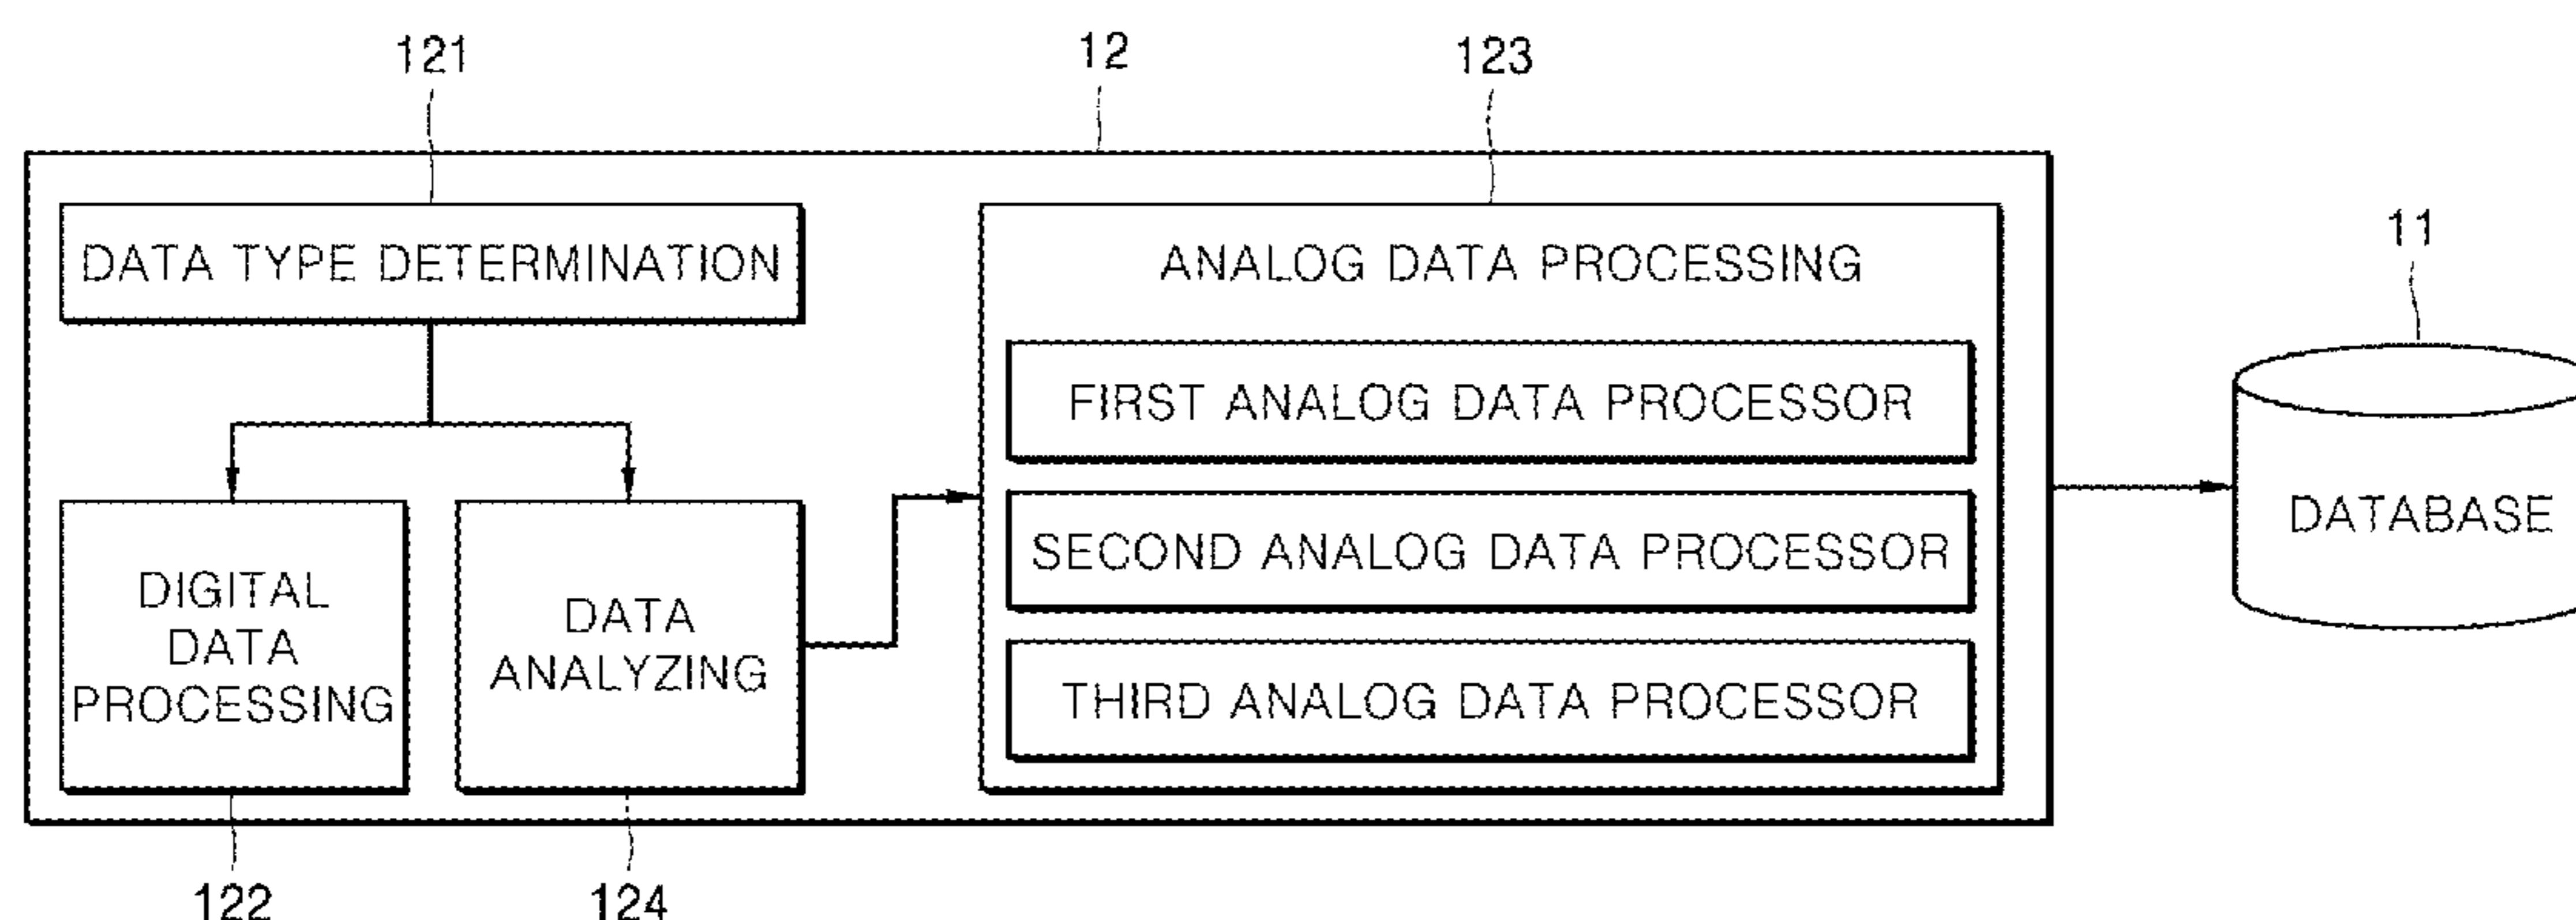 121
12
123
DATA TYPE DETERMINATION
ANALOG DATA PROCESSING
11
FIRST ANALOG DATA PROCESSOR
SECOND ANALOG DATA PROCESSOR
THIRD ANALOG DATA PROCESSOR
DATABASE
DIGITAL
DATA
PROCESSING
DATA
ANALYZING
122
124